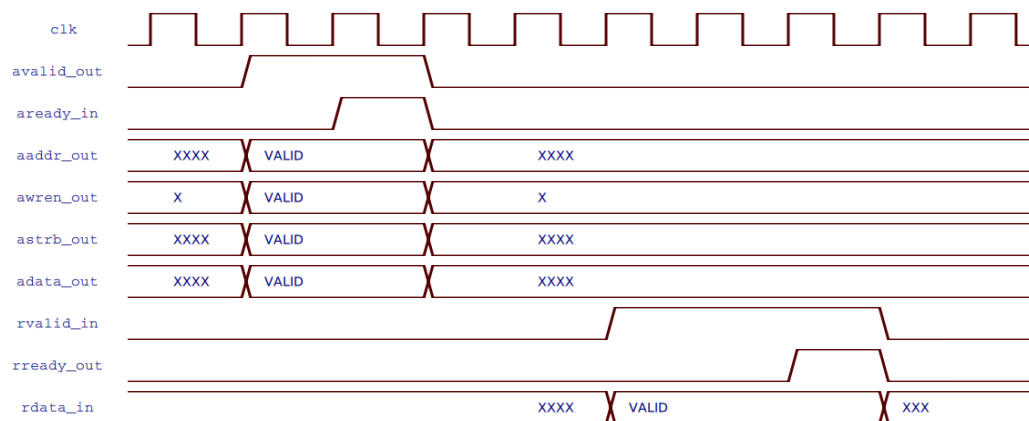 clk
avalid_out
aready_in
aaddr_out XXXX VALID XXXX
awren_out X VALID X
astrb_out XXXX VALID XXXX
adata_out XXXX VALID XXXX
rvalid_in
rready_out
rdata_in XXXX VALID XXX